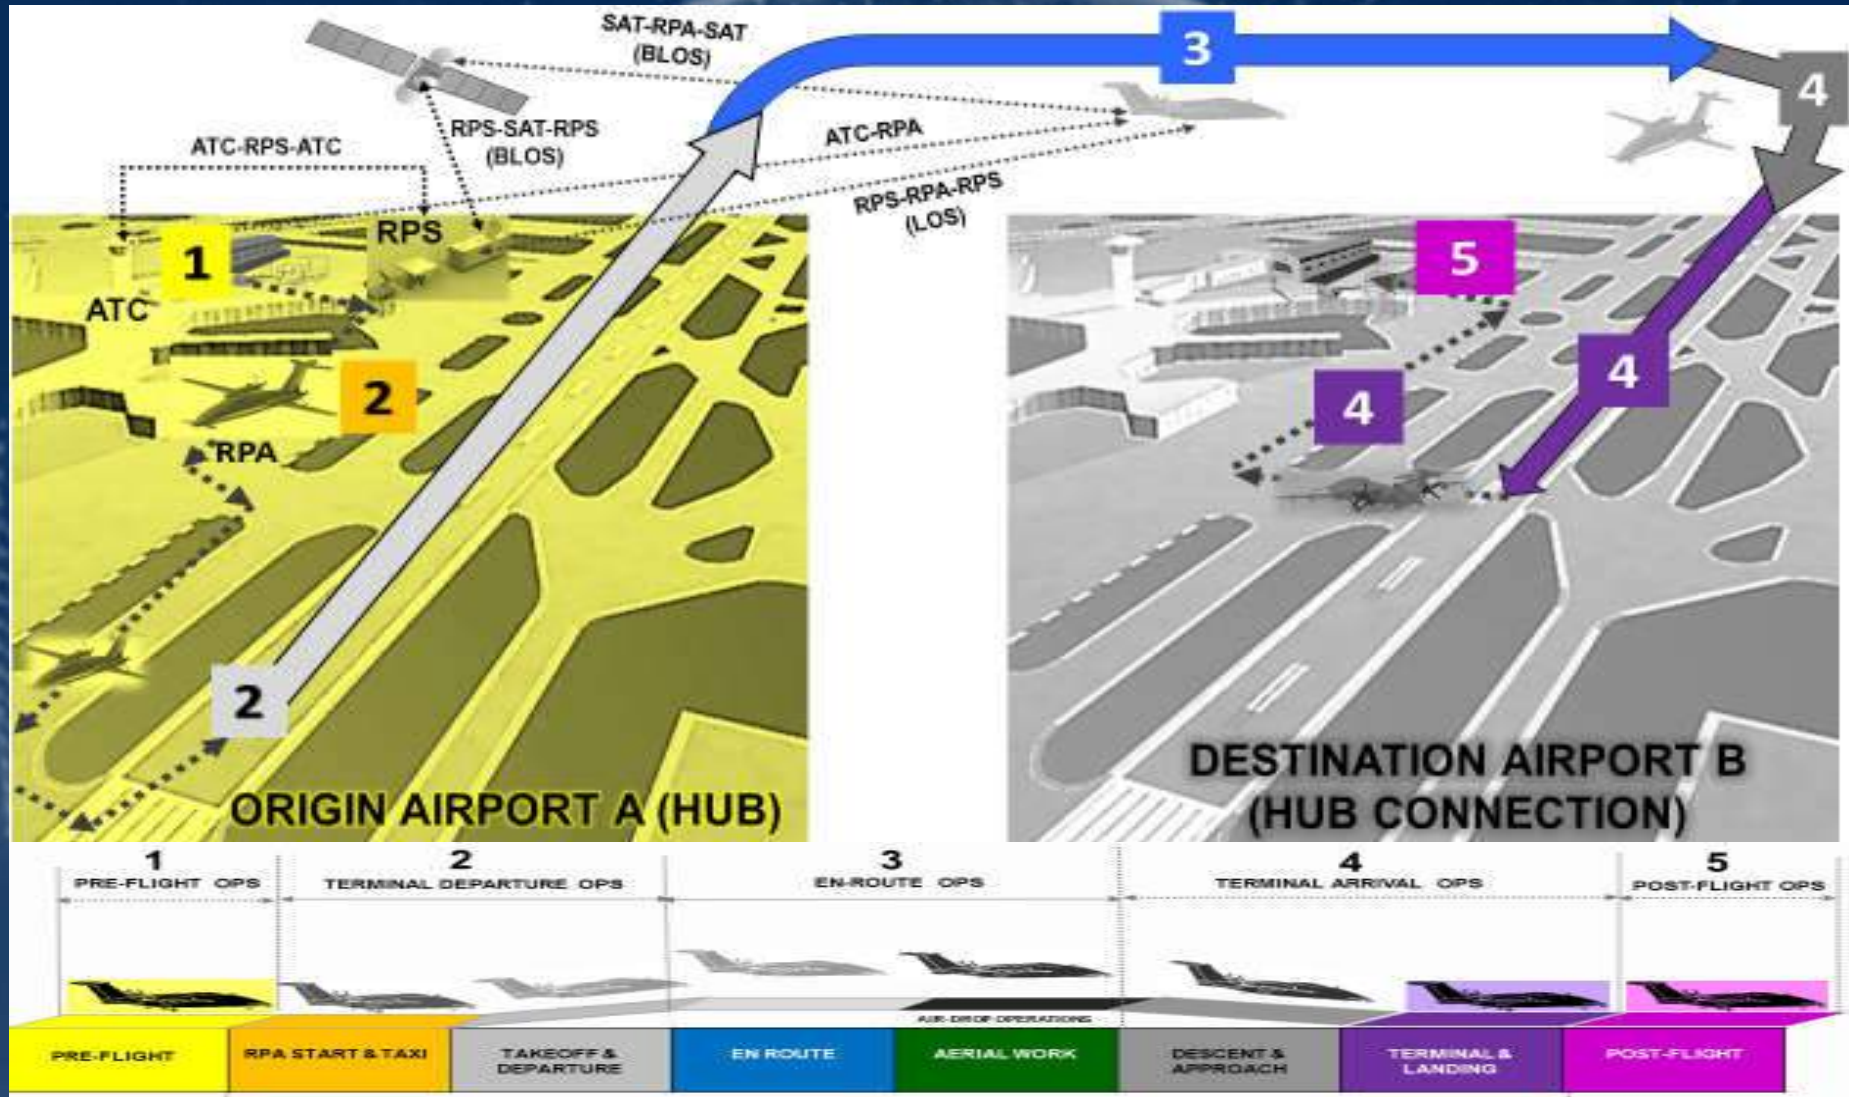 SAT-RPA-SAT
(BLOS)
3
4
RPS-SAT-RPS
(BLOS)
ATC-RPA
ATC-RPS-ATC
RPS-RPA-RPS
(LOS)
RPS
1
5
ATC
2
4
4
RPA
2
DESTINATION AIRPORT B
(HUB CONNECTION)
ORIGIN AIRPORT A (HUB)
1
2
3
4
5
PRE-FLIGHT OPS
TERMINAL DEPARTURE OPS
EN-ROUTE OPS
TERMINAL ARRIVAL OPS
POST-FLIGHT OPS
AIR-DROP OPERATIONS
PRE-FLIGHT
RPA START & TAXI
TAKEOFF &
DEPARTURE
EN ROUTE
AERIAL WORK
DESCENT &
APPROACH
TERMINAL &
LANDING
POST-FLIGHT